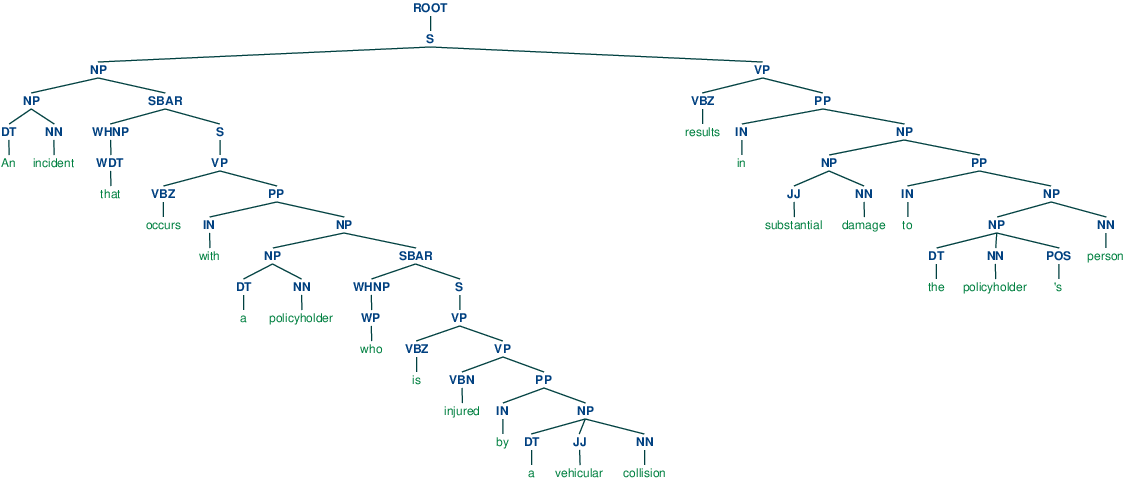 ROOT
S
NP VP
NP SBAR VBZ PP
DT NN WHNP S results IN NP
An incident WDT VP in NP PP
that VBZ PP JJ NN IN NP
occurs IN NP substantial damage to NP NN
with NP SBAR DT NN POS person
DT NN WHNP S the policyholder 's
a policyholder WP VP
who VBZ VP
is VBN PP
injured IN NP
by DT JJ NN
a vehicular collision